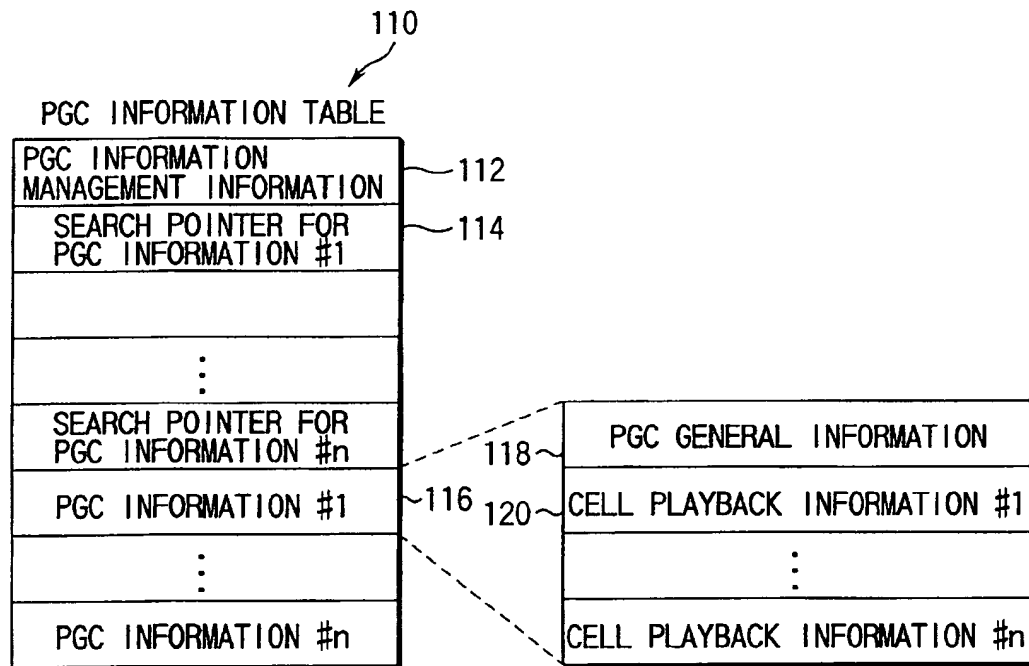 110
PGC INFORMATION TABLE
PGC INFORMATION
MANAGEMENT INFORMATION
112
SEARCH POINTER FOR
PGC INFORMATION #1
114
SEARCH POINTER FOR
PGC INFORMATION #n
PGC INFORMATION #1
116
PGC INFORMATION #n
118
PGC GENERAL INFORMATION
120
CELL PLAYBACK INFORMATION #1
CELL PLAYBACK INFORMATION #n